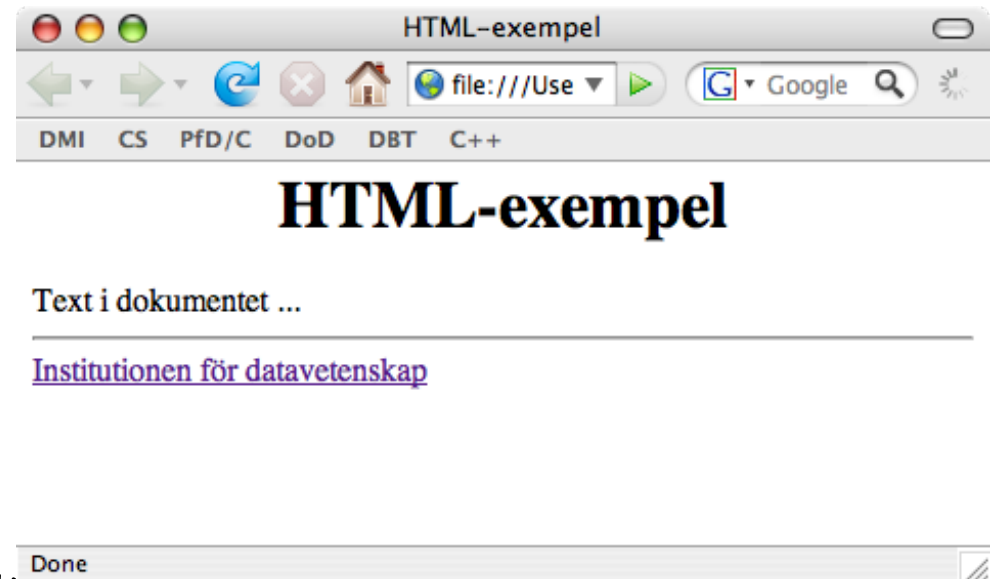 HTML-exempel
file:///Use
Google
DMI CS PfD/C DoD DBT C++
HTML-exempel
Text i dokumentet ...
Institutionen för datavetenskap
Done